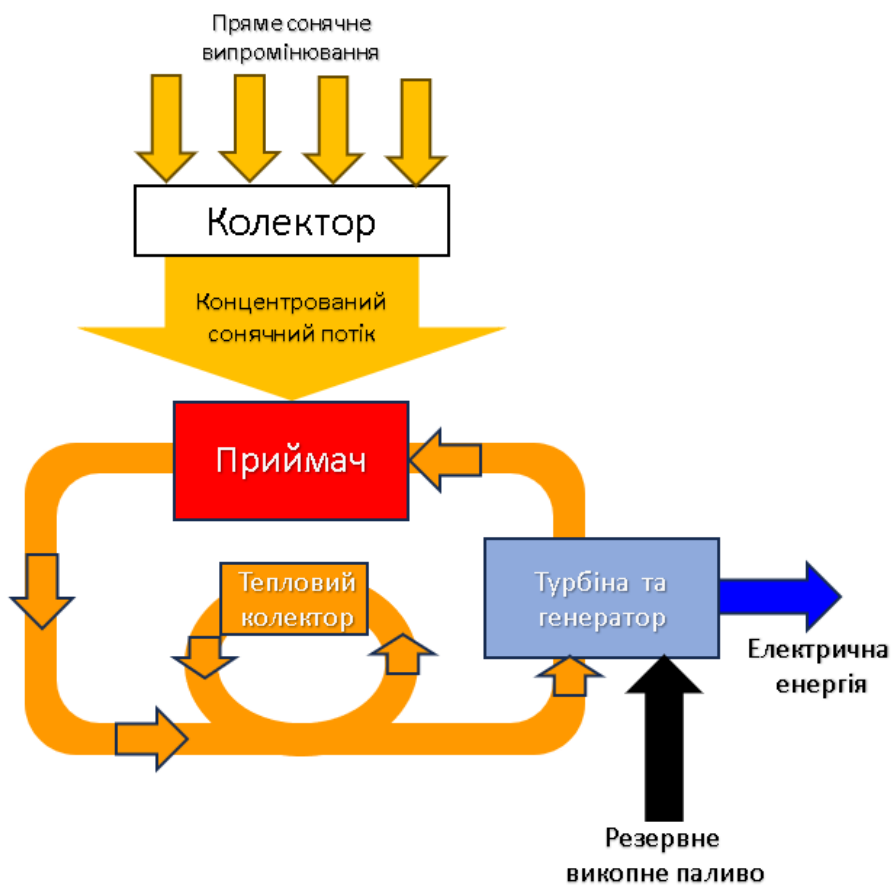 Пряме сонячне
випромінювання
Колектор
Концентрований
сонячний потік
Приймач
Тепловий
колектор
Турбіна та
генератор
Електрична
енергія
Резервне
викопне паливо